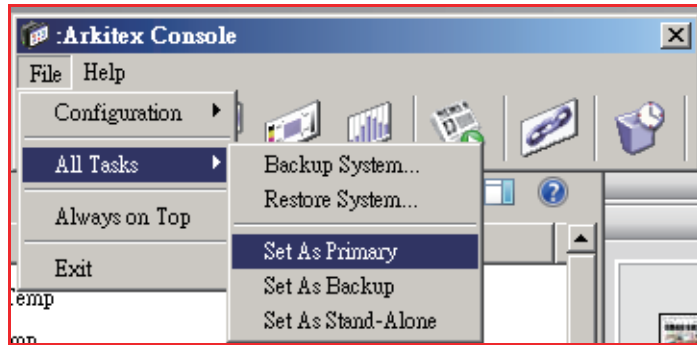 :Arkitex Console
File Help
Configuration
All Tasks
Always on Top
Exit
Backup System...
Restore System...
Set As Primary
Set As Backup
Set As Stand-Alone
Temp